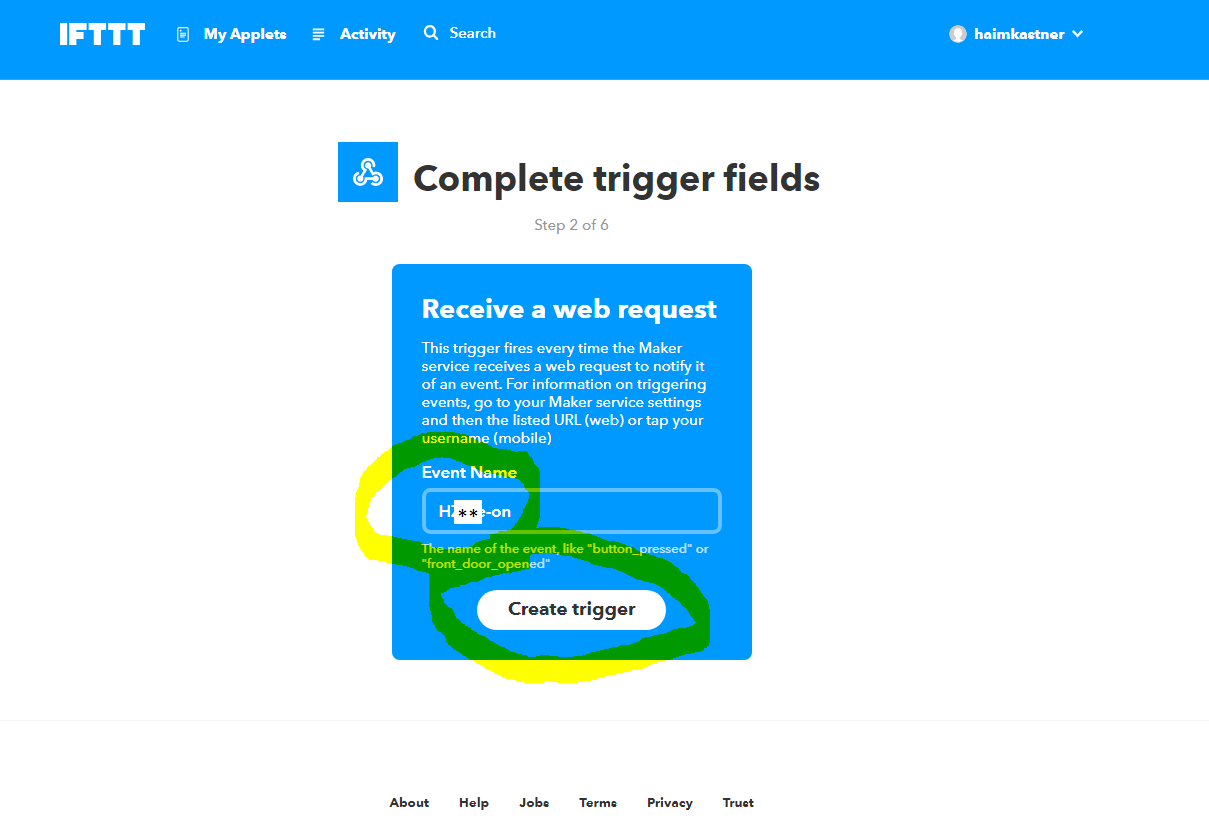 IFTTT My Applets Activity Search haimkastner
Complete trigger fields
Step 2 of 6
Receive a web request
This trigger fires every time the Maker
service receives a web request to notify it
of an event. For information on triggering
events, go to your Maker service settings
and then the listed URL (web) or tap your
username (mobile)
Event Name
HZ**e-on
The name of the event, like "button_pressed" or
"front_door_opened"
Create trigger
About Help Jobs Terms Privacy Trust